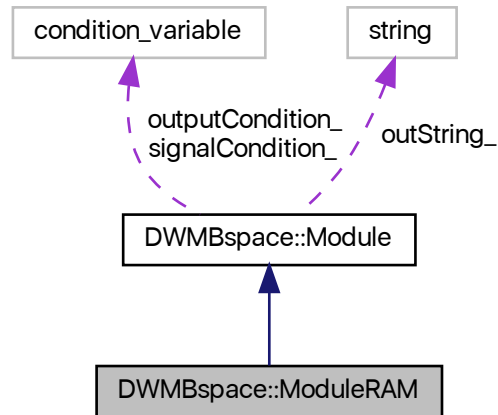 condition_variable
string
outputCondition_
signalCondition_
outString_
DWMBspace::Module
DWMBspace::ModuleRAM